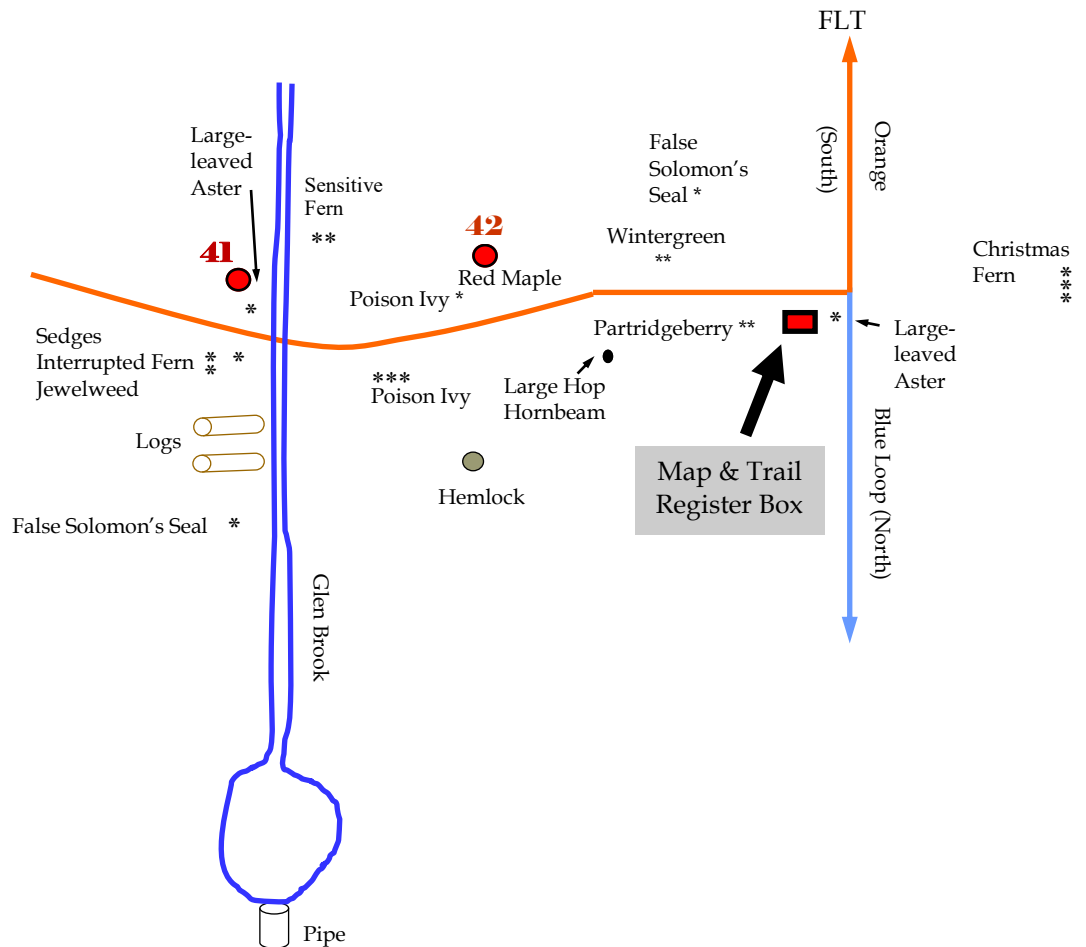 FLT
Large-
leaved
Aster
Sensitive
Fern
**
False
Solomon's
Seal *
Orange
(South)
41
42
Wintergreen
**
Christmas
Fern
***
Red Maple
Poison Ivy *
*
Sedges
Interrupted Fern
Jewelweed
** *
Partridgeberry **
*
Large-
leaved
Aster
***
Poison Ivy
Large Hop
Hornbeam
Logs
Hemlock
Map & Trail
Register Box
Blue Loop (North)
False Solomon's Seal *
Glen Brook
Pipe